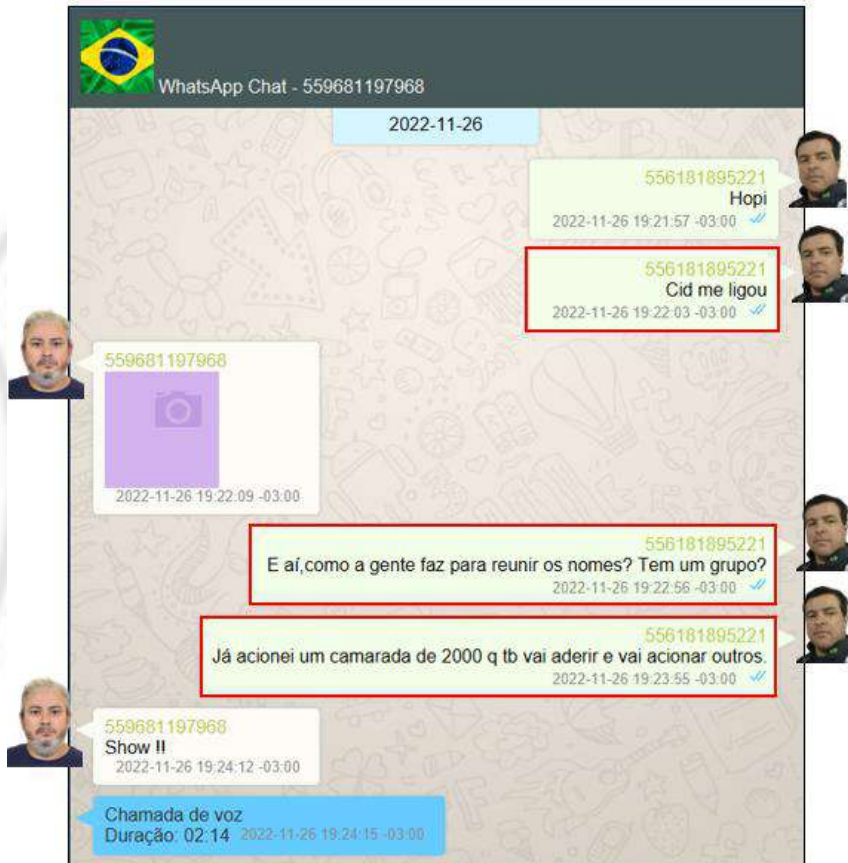 WhatsApp Chat - 559681197968
2022-11-26
556181895221
Hopi
2022-11-26 19:21:57 -03:00
556181895221
Cid me ligou
2022-11-26 19:22:03 -03:00
559681197968
2022-11-26 19:22:09 -03:00
556181895221
E aí,como a gente faz para reunir os nomes? Tem um grupo?
2022-11-26 19:22:56 -03:00
556181895221
Já acionei um camarada de 2000 q tb vai aderir e vai acionar outros.
2022-11-26 19:23:55 -03:00
559681197968
Show !!
2022-11-26 19:24:12 -03:00
Chamada de voz
Duração: 02:14 2022-11-26 19:24:15 -03:00